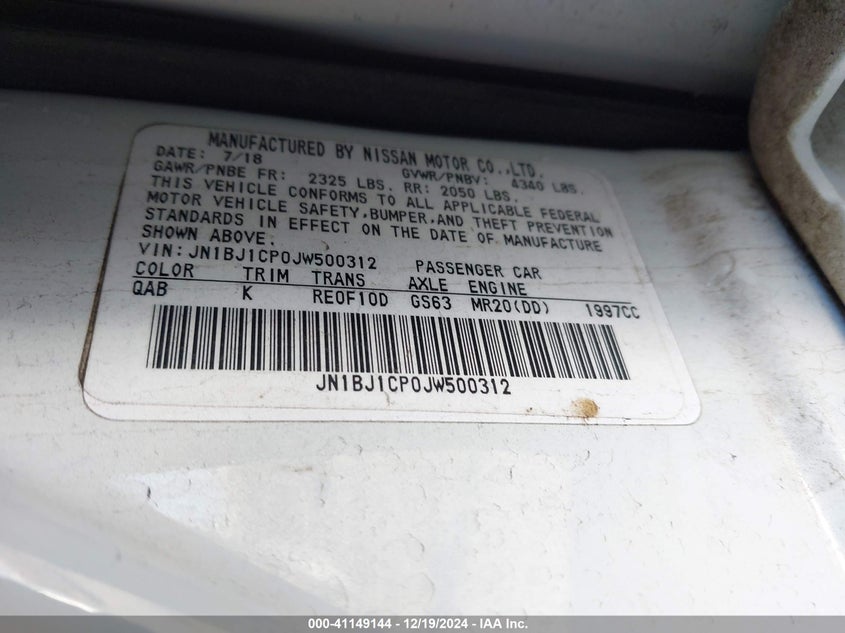 MANUFACTURED BY NISSAN MOTOR CO.,LTD.
DATE: 7/18 GVWR/PNBV: 4340 LBS.
GAWR/PNBE FR: 2325 LBS. RR: 2050 LBS.
THIS VEHICLE CONFORMS TO ALL APPLICABLE FEDERAL
MOTOR VEHICLE SAFETY,BUMPER,AND THEFT PREVENTION
STANDARDS IN EFFECT ON THE DATE OF MANUFACTURE
SHOWN ABOVE.
VIN: JN1BJ1CP0JW500312 PASSENGER CAR
COLOR TRIM TRANS AXLE ENGINE
QAB K RE0F10D GS63 MR20(DD) 1997CC
JN1BJ1CP0JW500312
000-41149144 - 12/19/2024 - IAA Inc.